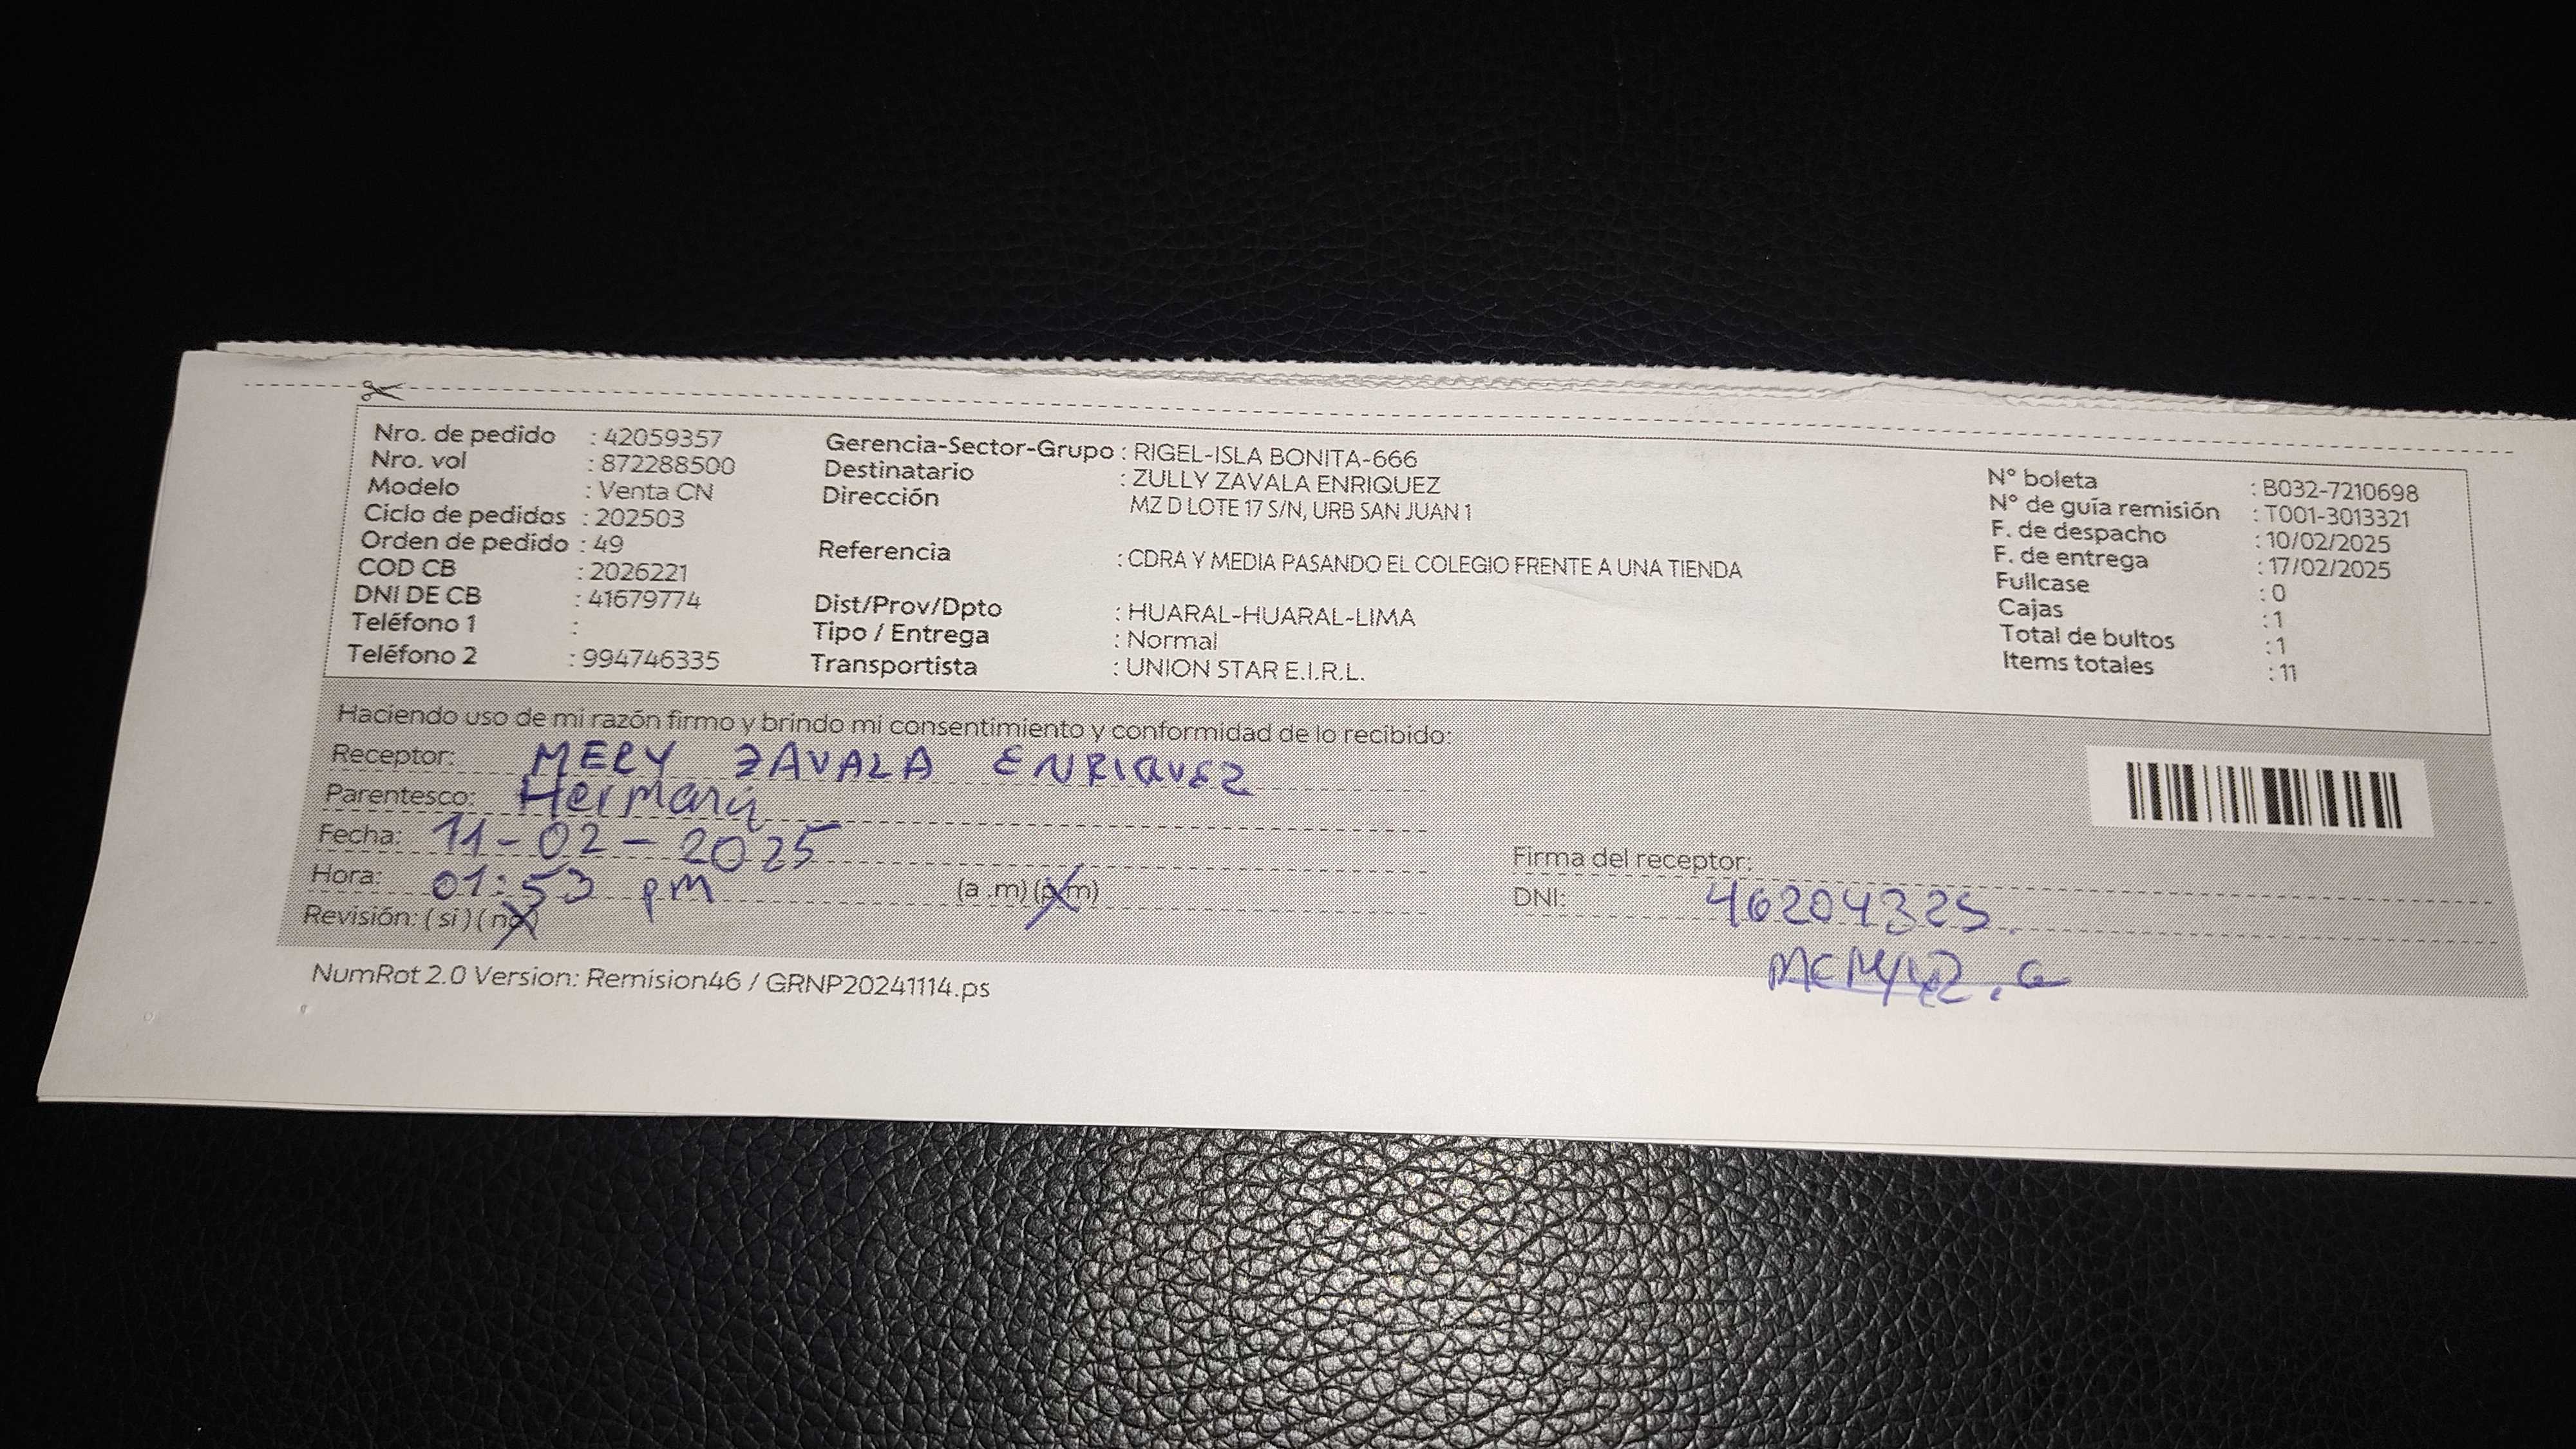 Nro. de pedido : 42059357
Nro. vol : 872288500
Modelo : Venta CN
Ciclo de pedidos : 202503
Orden de pedido : 49
COD CB : 2026221
DNI DE CB : 41679774
Teléfono 1 :
Teléfono 2 : 994746335
Gerencia-Sector-Grupo : RIGEL-ISLA BONITA-666
Destinatario : ZULLY ZAVALA ENRIQUEZ
Dirección MZ D LOTE 17 S/N, URB SAN JUAN 1
Referencia : CDRA Y MEDIA PASANDO EL COLEGIO FRENTE A UNA TIENDA
Dist/Prov/Dpto : HUARAL-HUARAL-LIMA
Tipo / Entrega : Normal
Transportista : UNION STAR E.I.R.L.
N° boleta : B032-7210698
N° de guía remisión : T001-3013321
F. de despacho : 10/02/2025
F. de entrega : 17/02/2025
Fullcase : 0
Cajas : 1
Total de bultos : 1
Items totales : 11
Haciendo uso de mi razón firmo y brindo mi consentimiento y conformidad de lo recibido:
Receptor: MERY ZAVALA ENRIQUEZ
Parentesco: Hermana
Fecha: 11-02-2025
Hora: 01:53 pm (a .m) (p.m)
Revisión: (si) (no)
Firma del receptor:
DNI: 46204325
NumRot 2.0 Version: Remision46 / GRNP20241114.ps